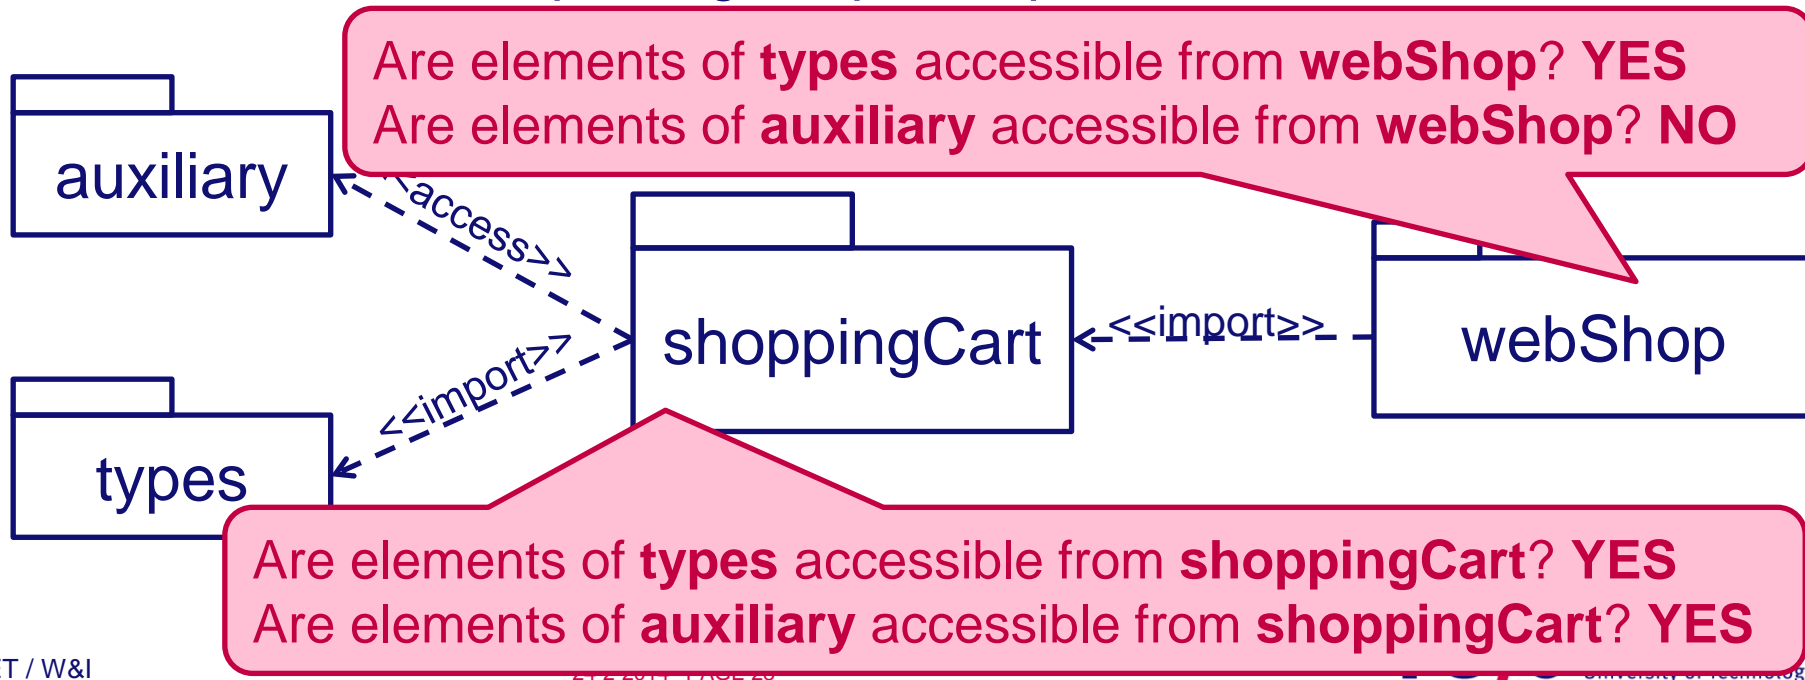 Are elements of types accessible from webShop? YES
Are elements of auxiliary accessible from webShop? NO
auxiliary
<<access>>
shoppingCart
<<import>>
webShop
<<import>>
types
Are elements of types accessible from shoppingCart? YES
Are elements of auxiliary accessible from shoppingCart? YES
/ W&I